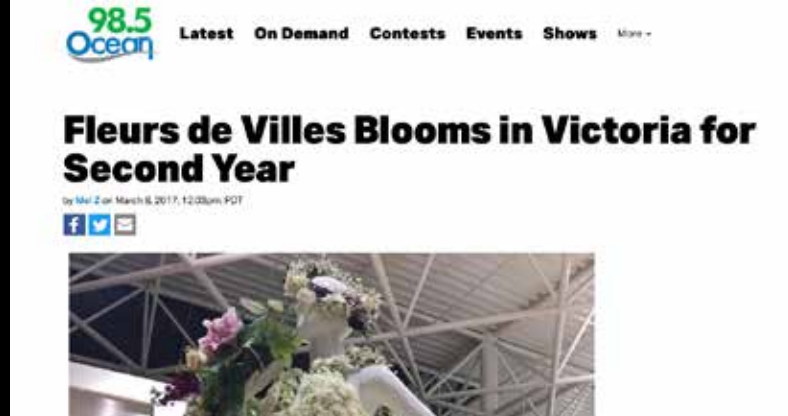 98.5
Ocean
Latest On Demand Contests Events Shows More
Fleurs de Villes Blooms in Victoria for
Second Year
by Mel Z on March 8, 2017, 12:03pm PDT